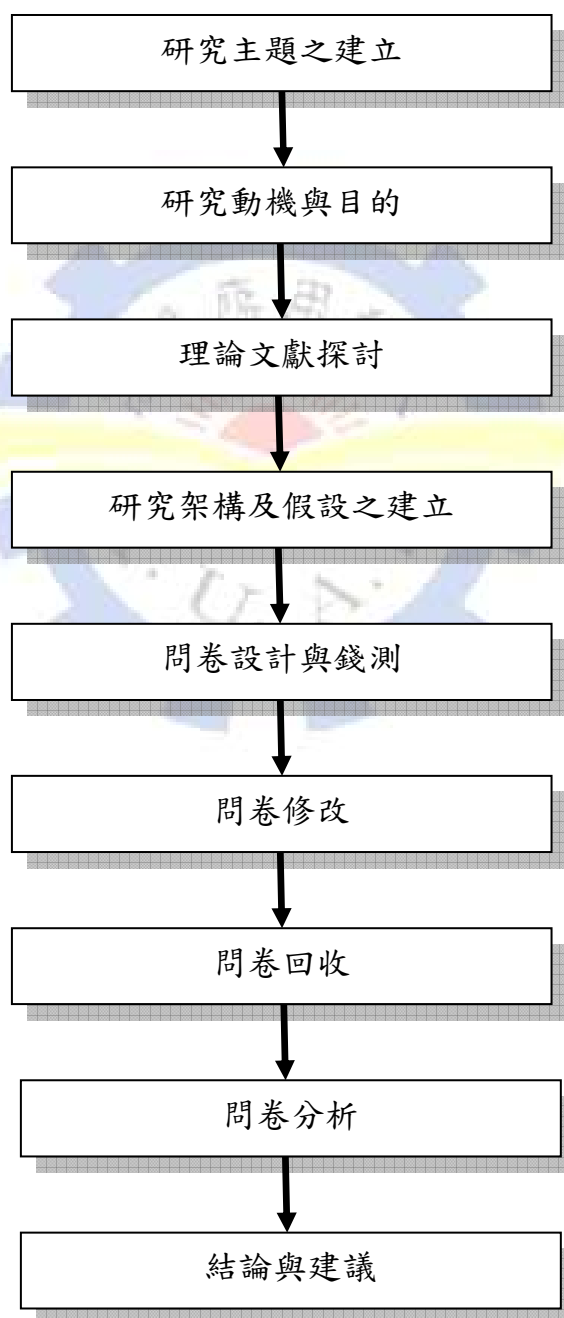 研究主題之建立
研究動機與目的
理論文獻探討
研究架構及假設之建立
問卷設計與錢測
問卷修改
問卷回收
問卷分析
結論與建議